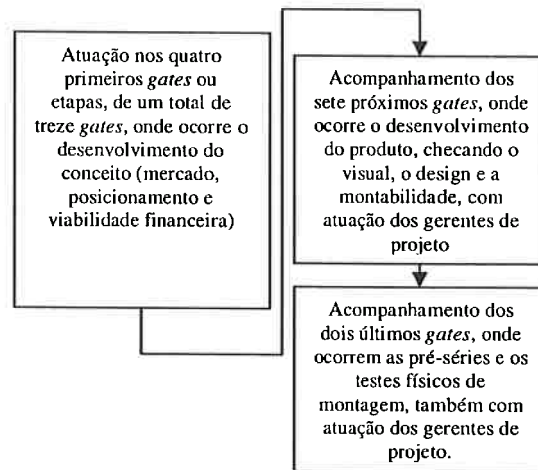 Atuação nos quatro
primeiros gates ou
etapas, de um total de
treze gates, onde ocorre o
desenvolvimento do
conceito (mercado,
posicionamento e
viabilidade financeira)
Acompanhamento dos
sete próximos gates, onde
ocorre o desenvolvimento
do produto, checando o
visual, o design e a
montabilidade, com
atuação dos gerentes de
projeto
Acompanhamento dos
dois últimos gates, onde
ocorrem as pré-séries e os
testes físicos de
montagem, também com
atuação dos gerentes de
projeto.